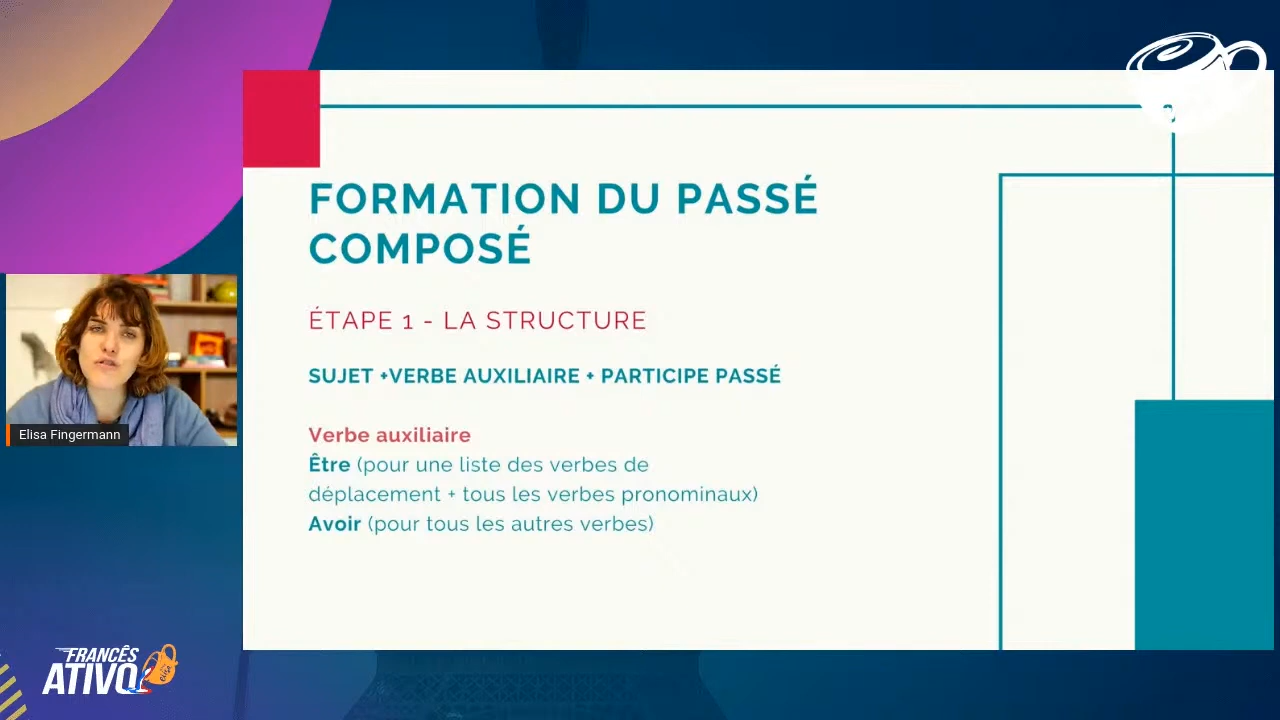 FORMATION DU PASSÉ
COMPOSÉ
ÉTAPE 1 - LA STRUCTURE
SUJET +VERBE AUXILIAIRE + PARTICIPE PASSÉ
Verbe auxiliaire
Être (pour une liste des verbes de
déplacement + tous les verbes pronominaux)
Avoir (pour tous les autres verbes)
Elisa Fingermann
FRANCÊS
ATIVO